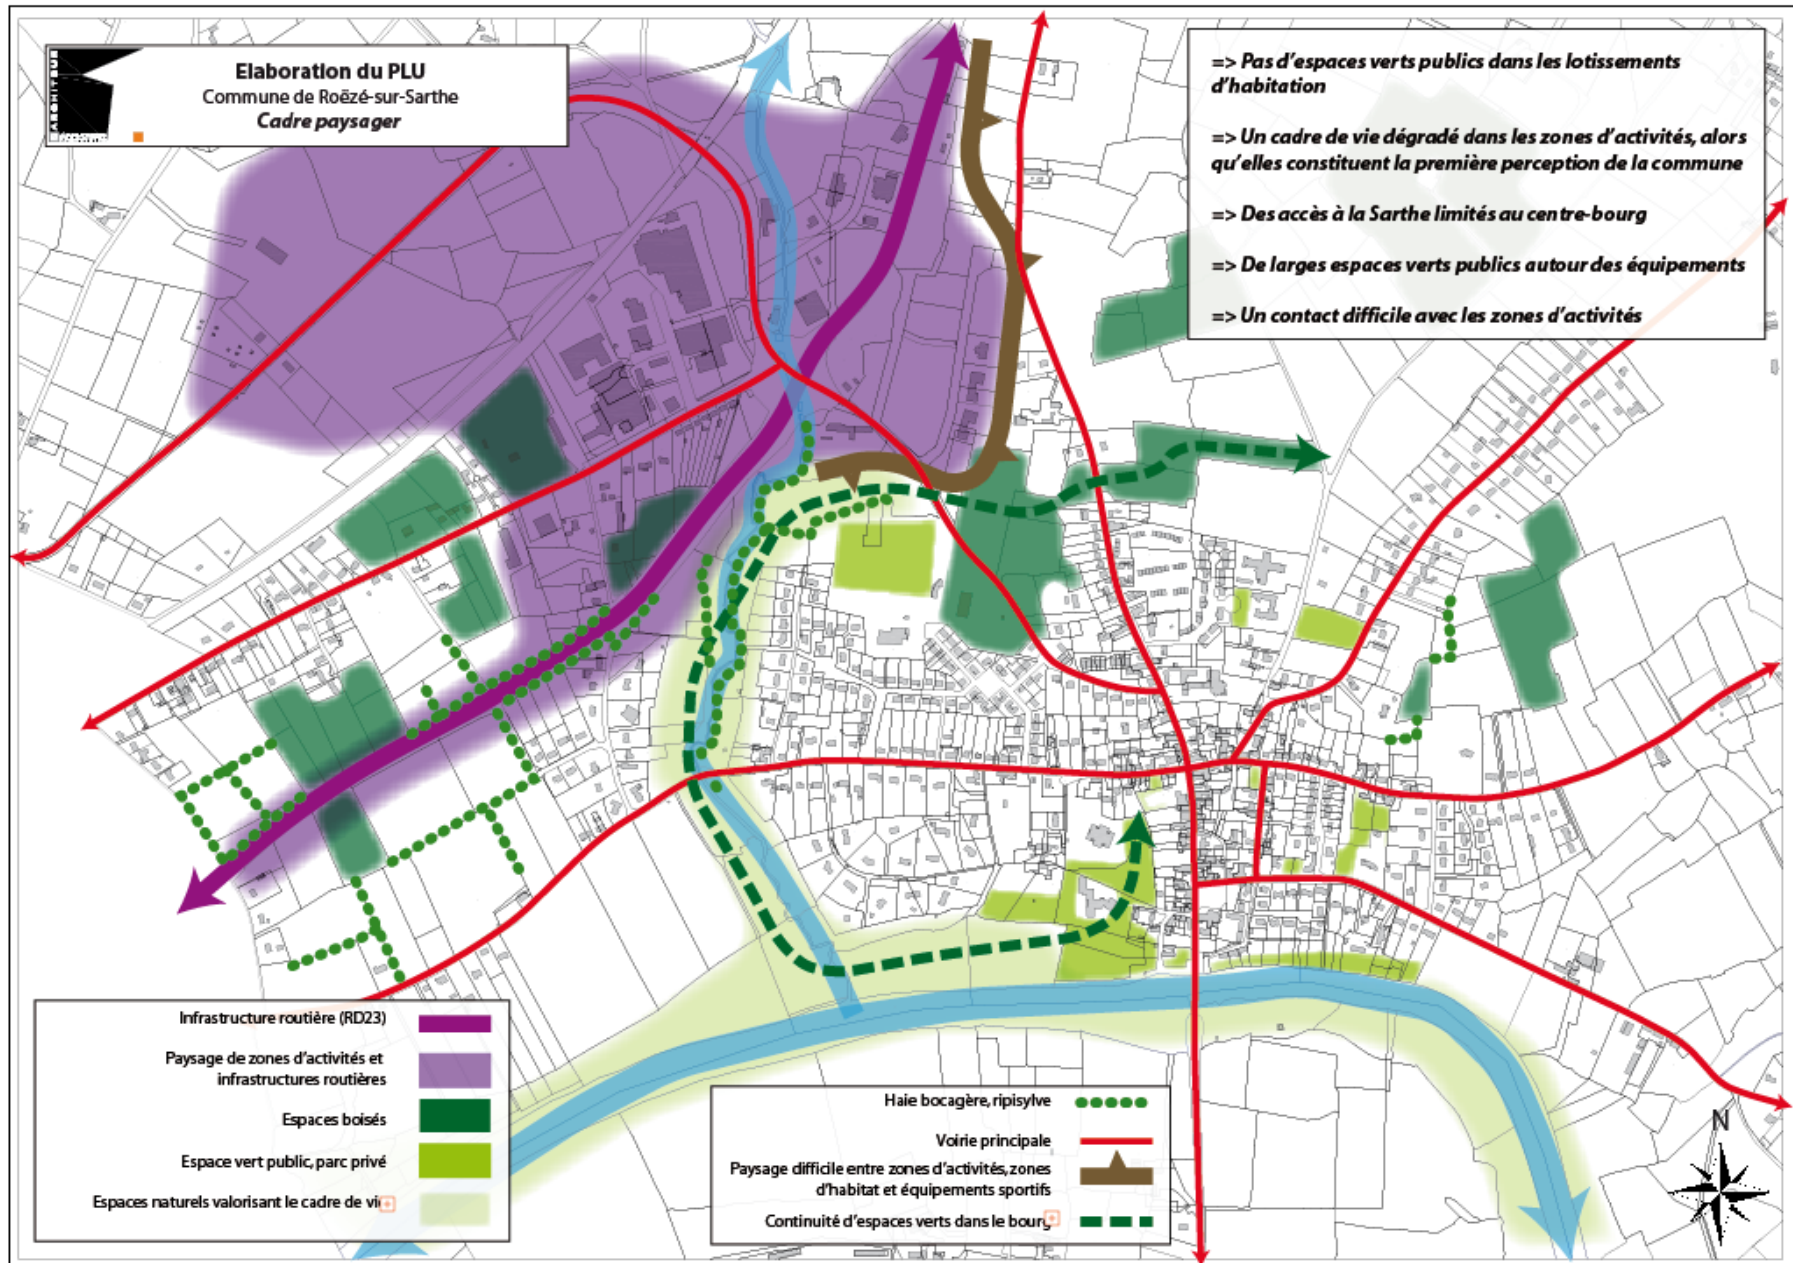 Elaboration du PLU
Commune de Roëzé-sur-Sarthe
Cadre paysager
=> Pas d'espaces verts publics dans les lotissements
d'habitation
=> Un cadre de vie dégradé dans les zones d'activités, alors
qu'elles constituent la première perception de la commune
=> Des accès à la Sarthe limités au centre-bourg
=> De larges espaces verts publics autour des équipements
=> Un contact difficile avec les zones d'activités
Infrastructure routière (RD23)
Paysage de zones d'activités et
infrastructures routières
Espaces boisés
Espace vert public, parc privé
Espaces naturels valorisant le cadre de vie
Haie bocagère, ripisylve
Voirie principale
Paysage difficile entre zones d'activités, zones
d'habitat et équipements sportifs
Continuité d'espaces verts dans le bourg
N